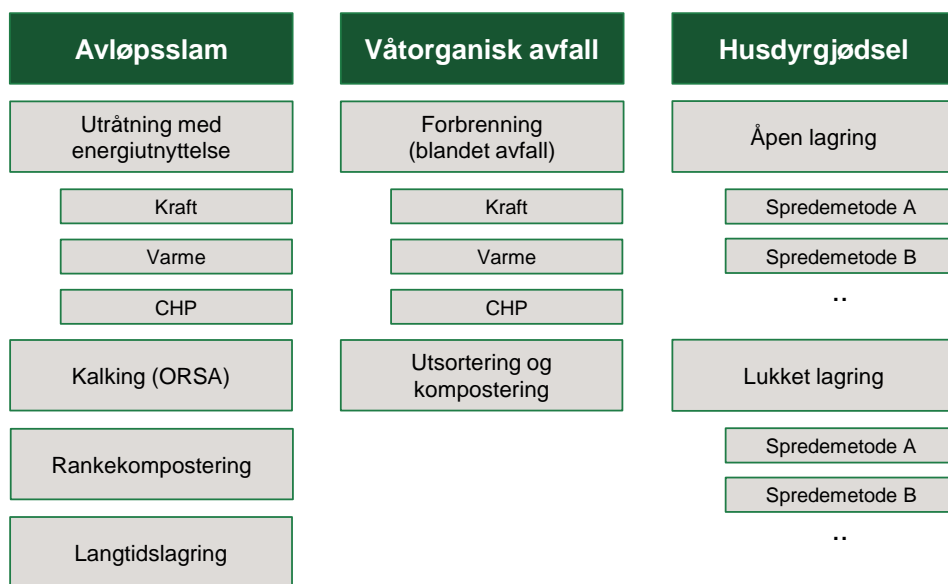 Avløpsslam
Utråtning med
energiutnyttelse
Kraft
Varme
CHP
Kalking (ORSA)
Rankekompostering
Langtidslagring
Våtorganisk avfall
Forbrenning
(blandet avfall)
Kraft
Varme
CHP
Utsortering og
kompostering
Husdyrgjødsel
Åpen lagring
Spredemetode A
Spredemetode B
..
Lukket lagring
Spredemetode A
Spredemetode B
..